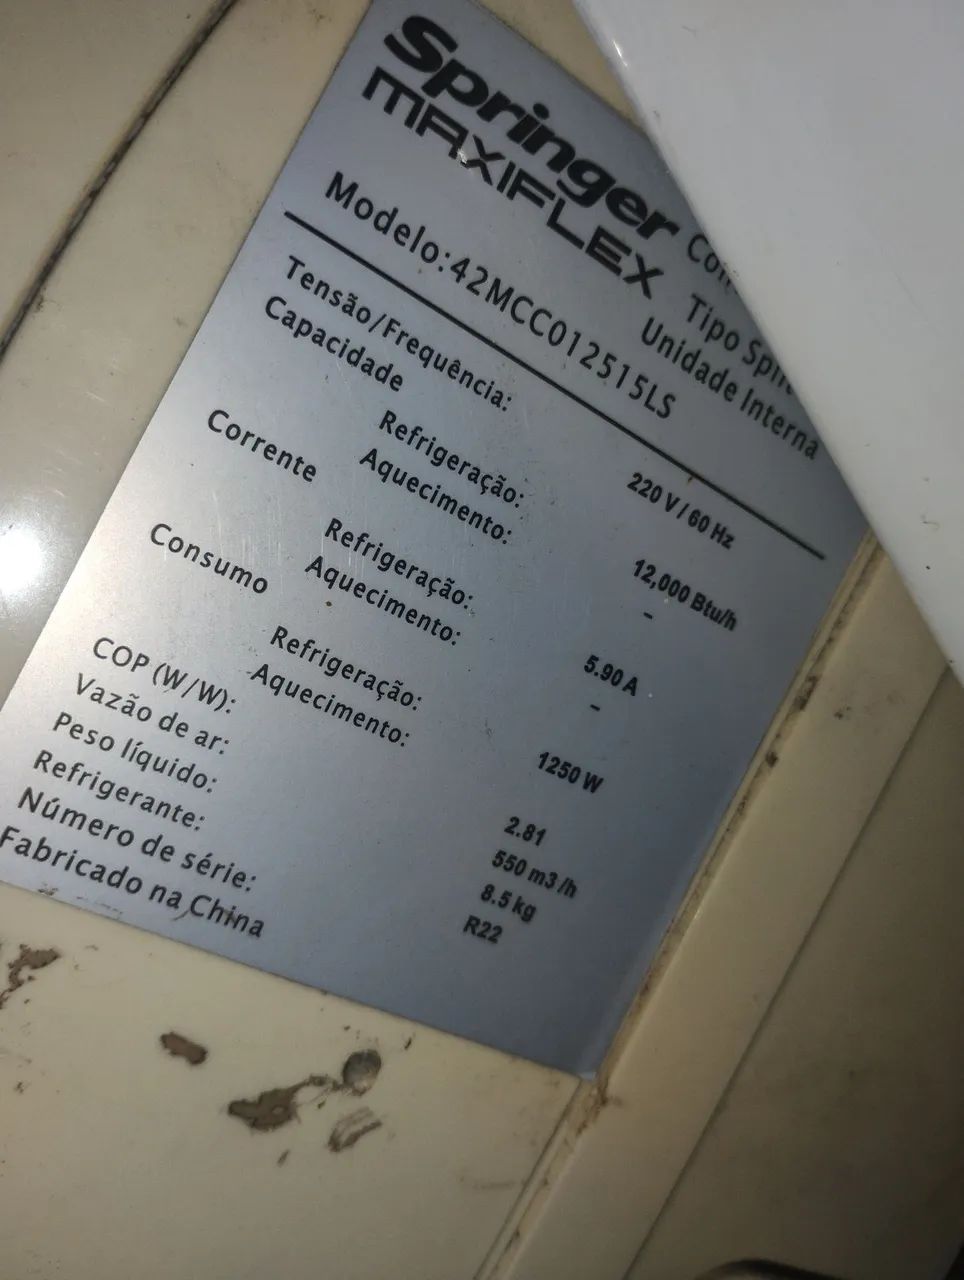 Springer
MAXIFLEX
Tipo
Unidade Interna
Modelo:42MCC012515LS
Tensão/Frequência: 220 V / 60 Hz
Capacidade
Refrigeração: 12,000 Btu/h
Aquecimento: –
Corrente
Refrigeração: 5.90 A
Aquecimento: –
Consumo
Refrigeração: 1250 W
Aquecimento:
COP (W/W): 2.81
Vazão de ar: 550 m3 /h
Peso líquido: 8.5 kg
Refrigerante: R22
Número de série:
Fabricado na China